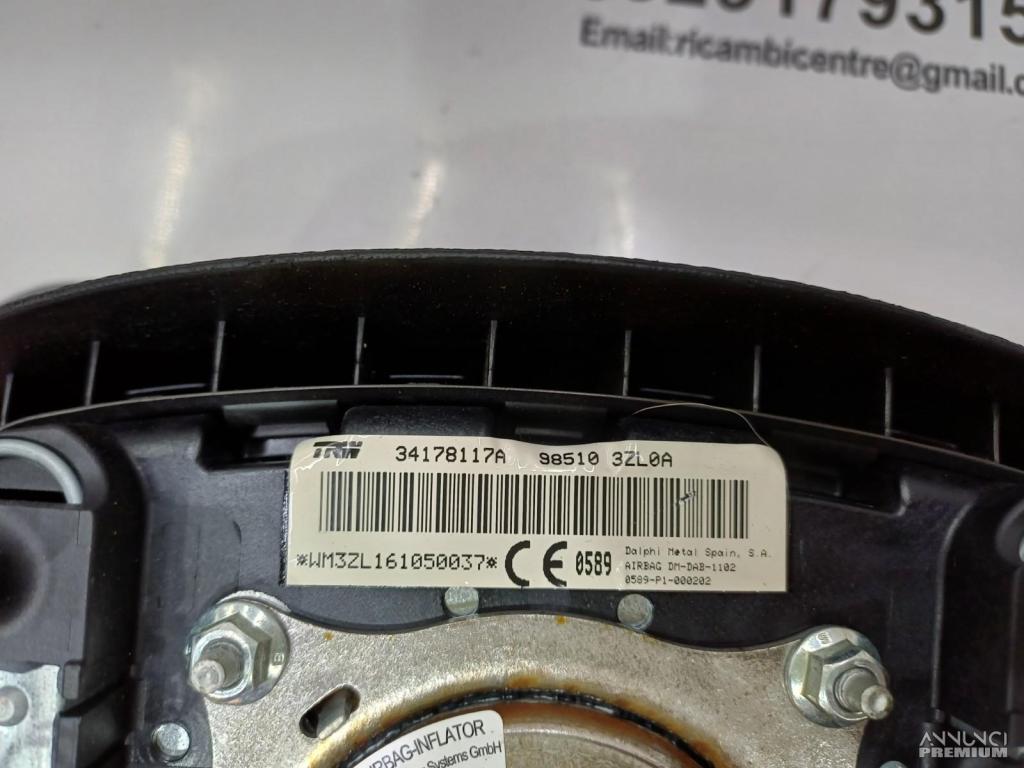 Email:ricambicentre@gmail.c
TRW 34178117A 98510 3ZL0A
*WM3ZL161050037* CE 0589
Dalphi Metal Spain, S.A.
AIRBAG DM-DAB-1102
0589-P1-000202
AIRBAG-INFLATOR
Systems GmbH
ANNUNCI
PREMIUM